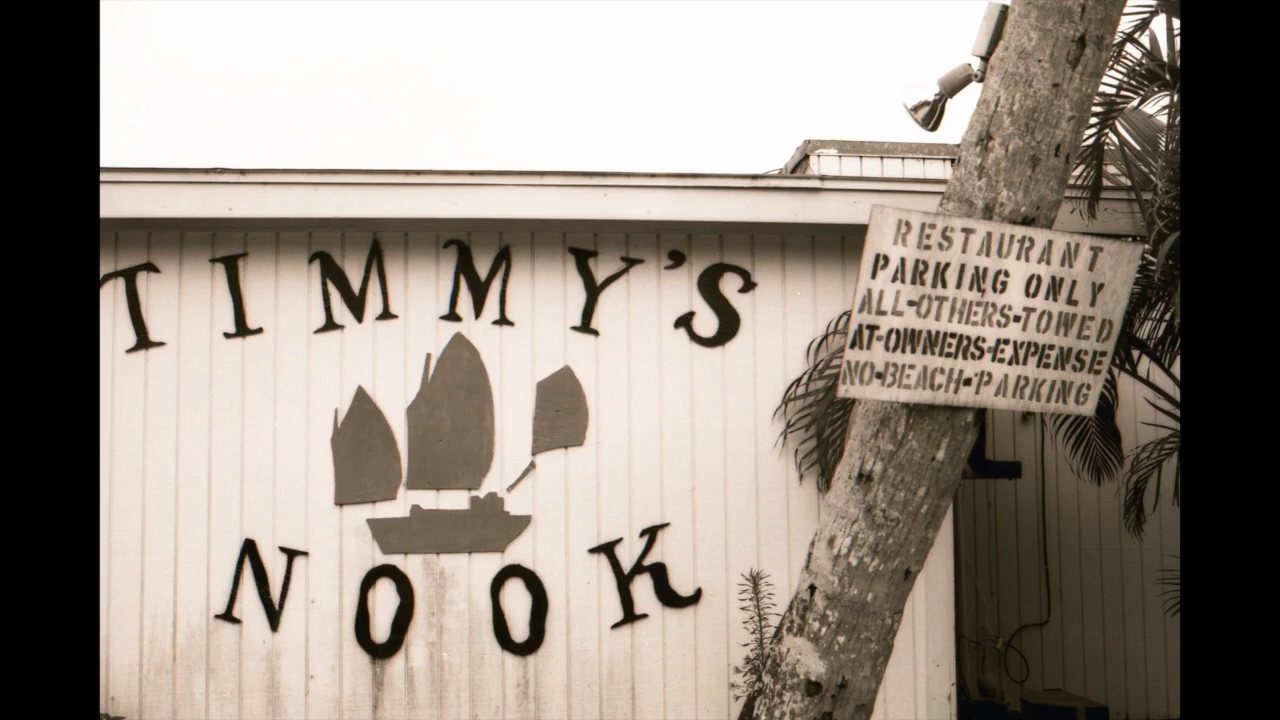 TIMMY'S
NOOK
RESTAURANT
PARKING ONLY
ALL-OTHERS-TOWED
AT-OWNERS-EXPENSE
NO-BEACH-PARKING